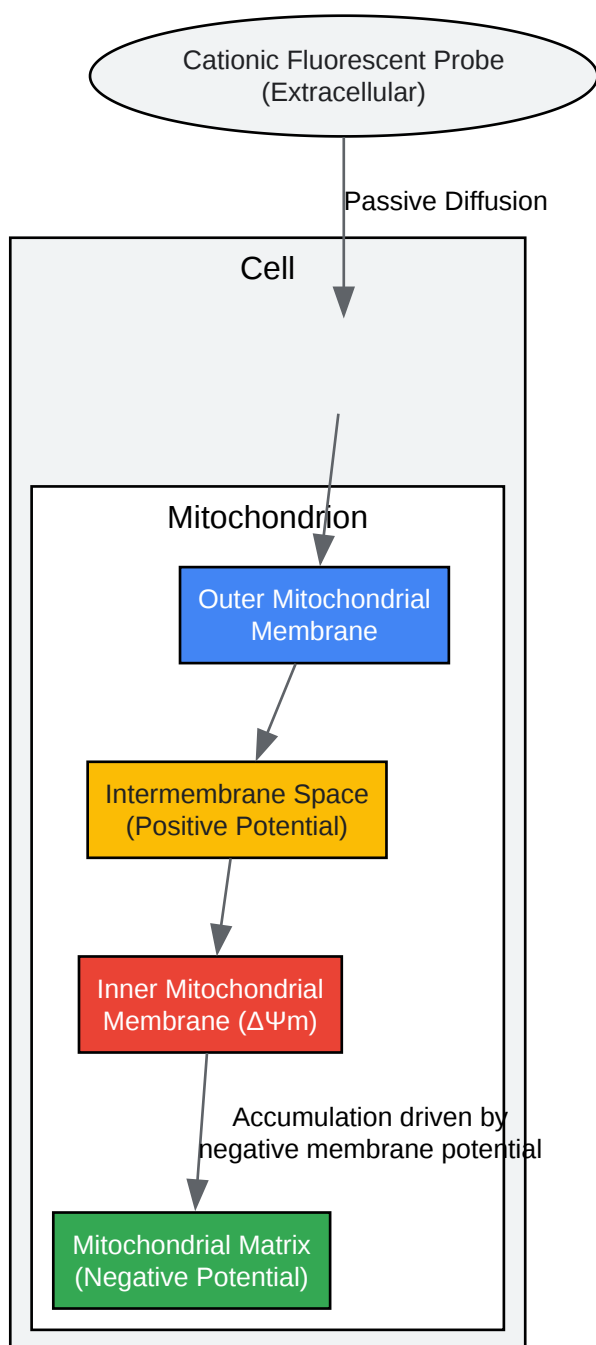 Cationic Fluorescent Probe
(Extracellular)
Passive Diffusion
Cell
Mitochondrion
Outer Mitochondrial
Membrane
Intermembrane Space
(Positive Potential)
Inner Mitochondrial
Membrane (ΔΨm)
Accumulation driven by
negative membrane potential
Mitochondrial Matrix
(Negative Potential)